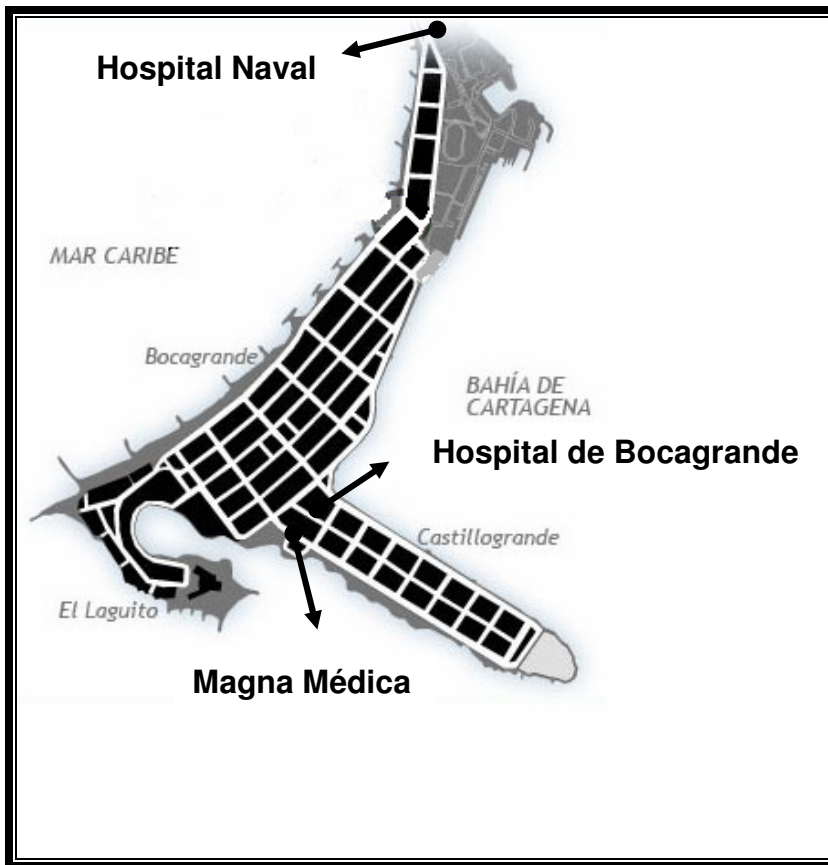 Hospital Naval
MAR CARIBE
Bocagrande
BAHÍA DE
CARTAGENA
Hospital de Bocagrande
Castillogrande
El Laguito
Magna Médica